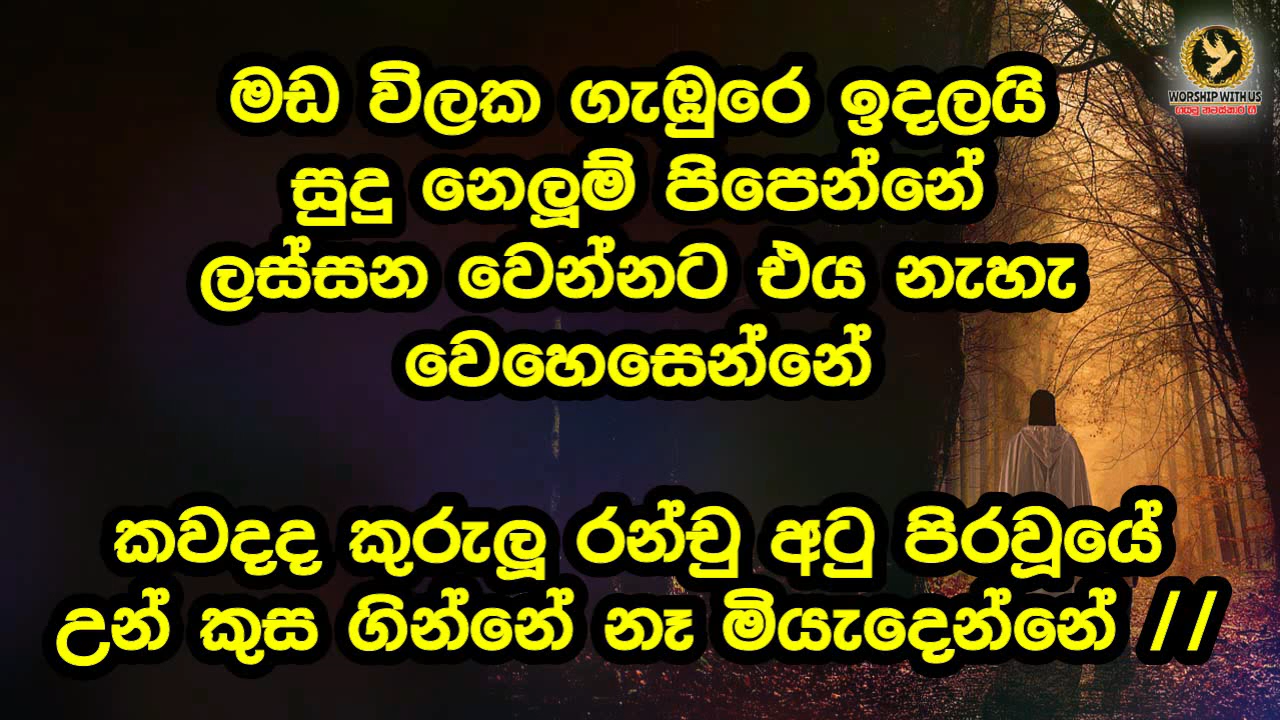 මඩ විලක ගැඹුරෙ ඉදලයි
සුදු නෙලූම් පිපෙන්නේ
ලස්සන වෙන්නට එය නැහැ
වෙහෙසෙන්නේ
කවදද කුරුලූ රන්චු අටු පිරවූයේ
උන් කුස ගින්නේ නෑ මියැදෙන්නේ //
WORSHIP WITH US